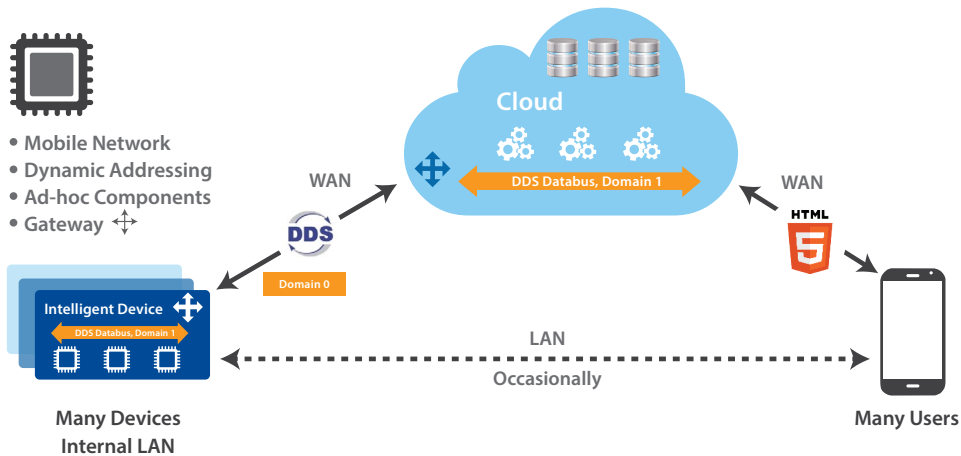 • Mobile Network
• Dynamic Addressing
• Ad-hoc Components
• Gateway
Cloud
DDS Databus, Domain 1
WAN
DDS
Domain 0
WAN
HTML
5
Intelligent Device
DDS Databus, Domain 1
LAN
Occasionally
Many Devices
Internal LAN
Many Users